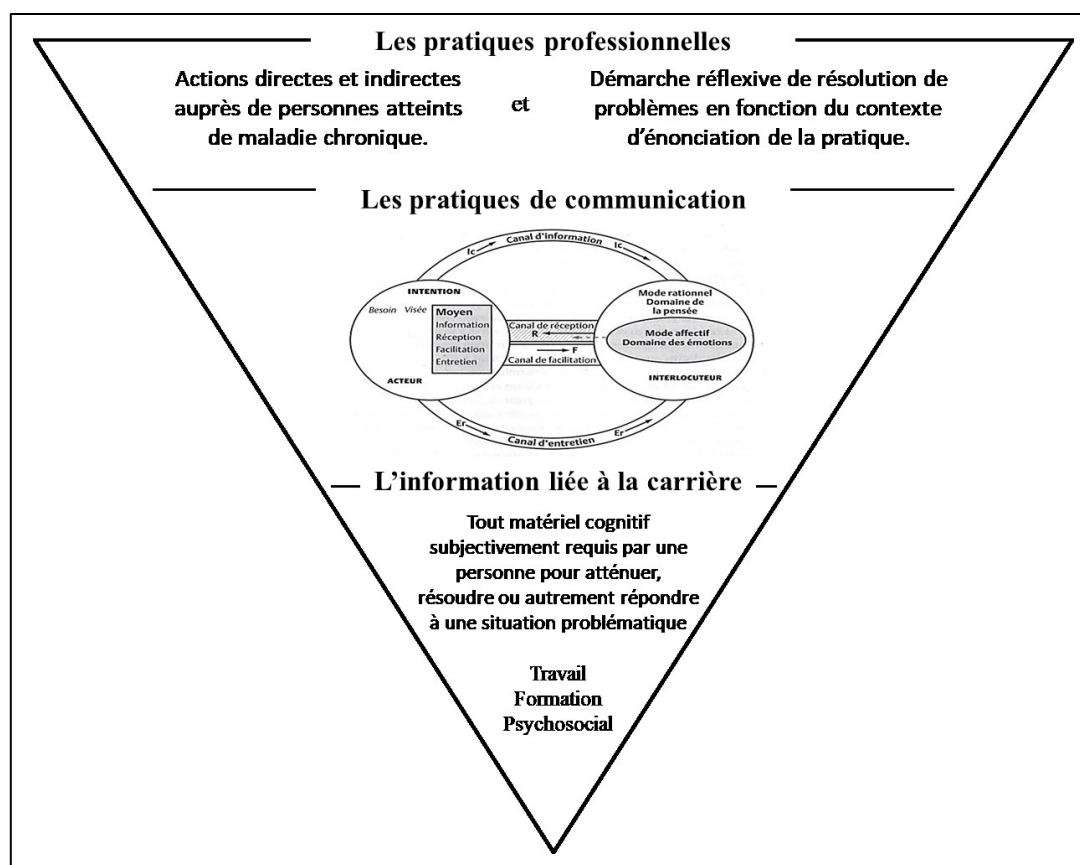 Les pratiques professionnelles
Actions directes et indirectes
auprès de personnes atteints
de maladie chronique.
et
Démarche réflexive de résolution de
problèmes en fonction du contexte
d'énonciation de la pratique.
Les pratiques de communication
Ic
Canal d'information
Ic
INTENTION
Besoin Visée
Moyen
Information
Réception
Facilitation
Entretien
ACTEUR
Canal de réception
R
F
Canal de facilitation
Mode rationnel
Domaine de
la pensée
Mode affectif
Domaine des émotions
INTERLOCUTEUR
Er
Canal d'entretien
Er
L'information liée à la carrière
Tout matériel cognitif
subjectivement requis par une
personne pour atténuer,
résoudre ou autrement répondre
à une situation problématique
Travail
Formation
Psychosocial